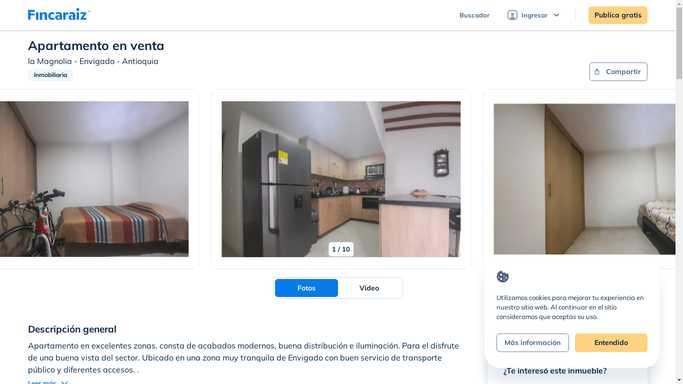 Fincaraiz
Buscador
Ingresar
Publica gratis
Apartamento en venta
la Magnolia - Envigado - Antioquia
Inmobiliaria
Compartir
1 / 10
Fotos
Video
Utilizamos cookies para mejorar tu experiencia en
nuestro sitio web. Al continuar en el sitio
consideramos que aceptas su uso.
Más información
Entendido
Descripción general
Apartamento en excelentes zonas. consta de acabados modernos, buena distribución e iluminación. Para el disfrute
de una buena vista del sector. Ubicado en una zona muy tranquila de Envigado con buen servicio de transporte
público y diferentes accesos. .
Leer más
¿Te interesó este inmueble?